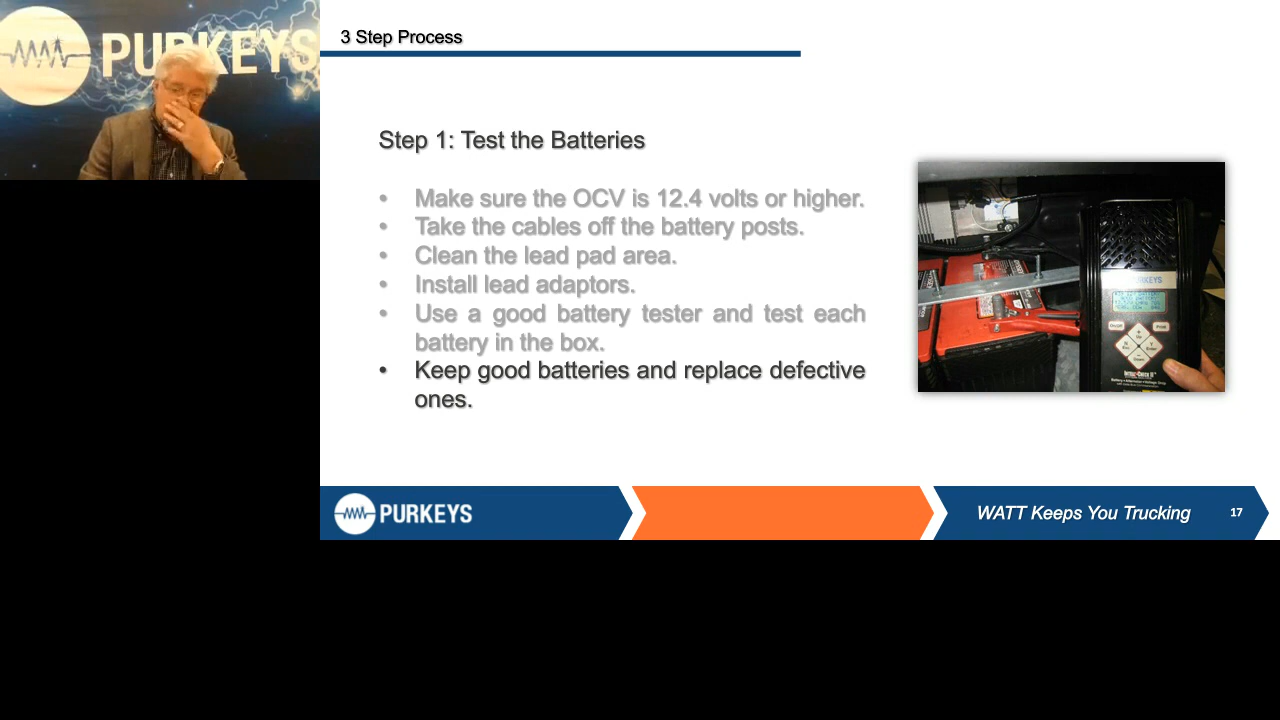 PURKEYS
3 Step Process
Step 1: Test the Batteries
• Make sure the OCV is 12.4 volts or higher.
• Take the cables off the battery posts.
• Clean the lead pad area.
• Install lead adaptors.
• Use a good battery tester and test each
battery in the box.
• Keep good batteries and replace defective
ones.
PURKEYS
PURKEYS
WATT Keeps You Trucking
17